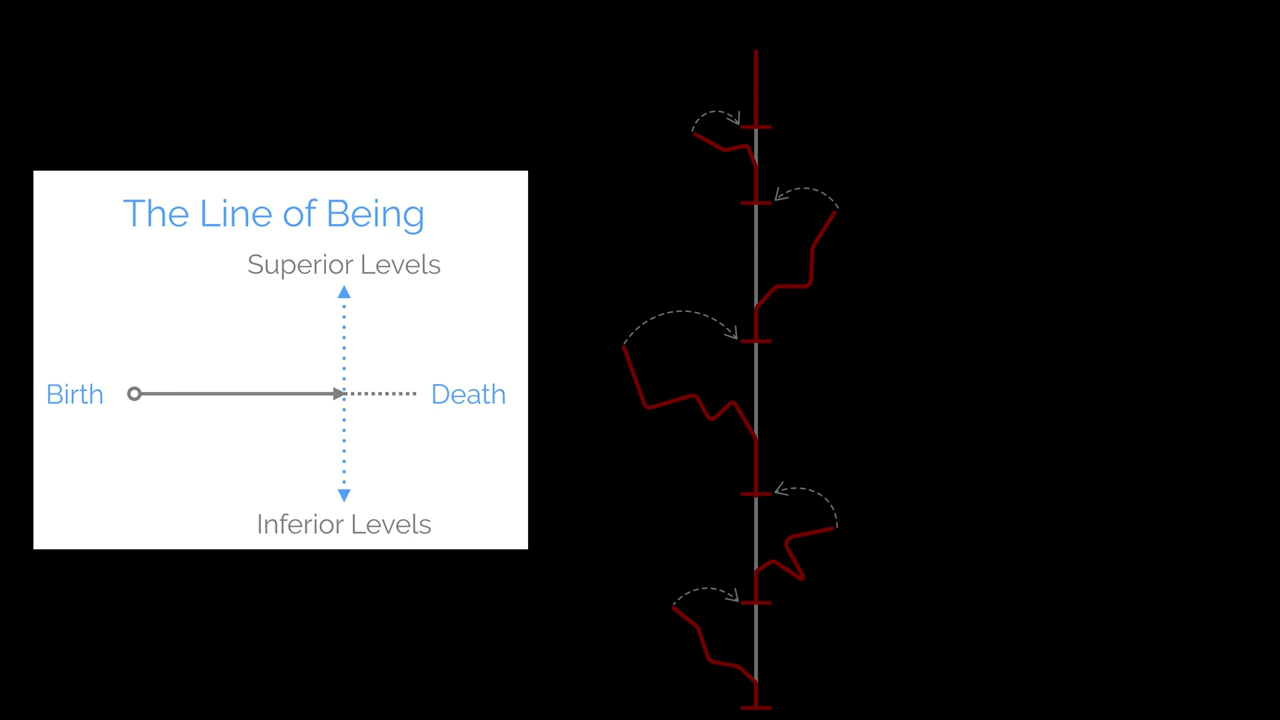 The Line of Being
Superior Levels
Birth
Death
Inferior Levels